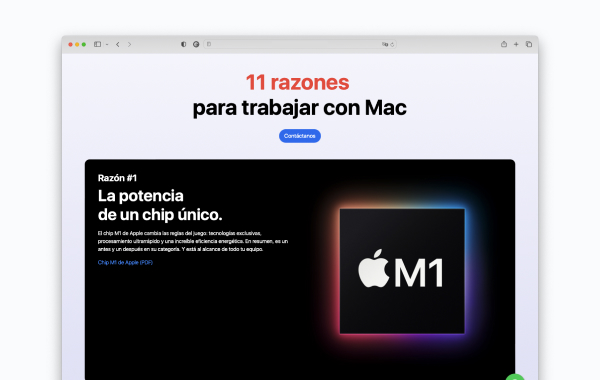 11 razones
para trabajar con Mac
Contáctanos
Razón #1
La potencia
de un chip único.
El chip M1 de Apple cambia las reglas del juego: tecnologías exclusivas,
procesamiento ultrarrápido y una increíble eficiencia energética. En resumen, es un
antes y un después en su categoría. Y está al alcance de todo tu equipo.
Chip M1 de Apple (PDF)
M1